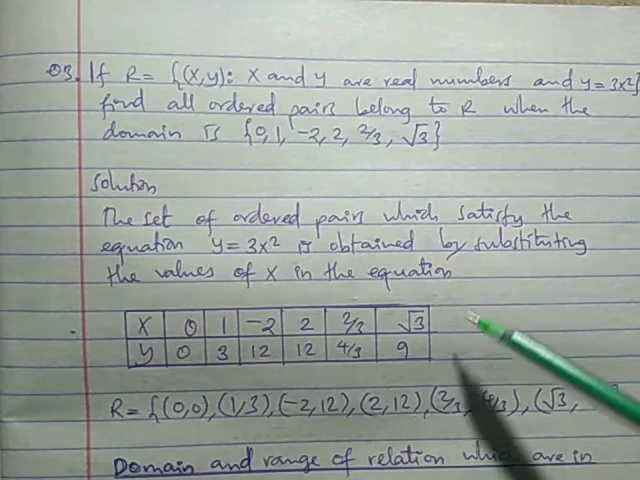 Q3. If R = {(X,y): X and y are real numbers and y = 3x²}
find all ordered pairs belong to R when the
domain is {0, 1, -2, 2, 2/3, √3}
Solution
The set of ordered pairs which satisfy the
equation y = 3x² is obtained by substituting
the values of x in the equation
X 0 1 -2 2 2/3 √3
Y 0 3 12 12 4/3 9
R = {(0,0), (1,3), (-2,12), (2,12), (2/3, 4/3), (√3,
Domain and range of relation which are in